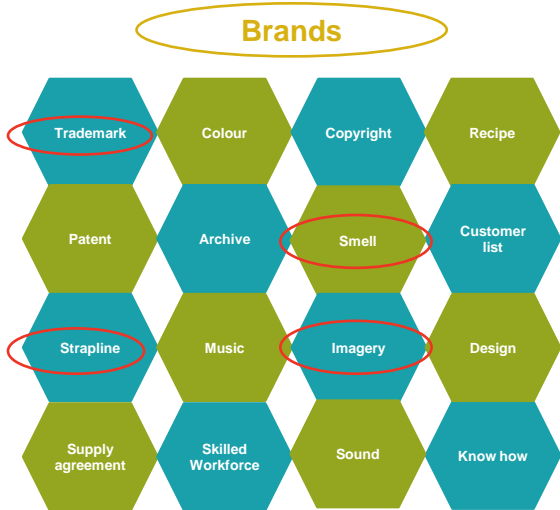 Brands
Trademark
Colour
Copyright
Recipe
Patent
Archive
Smell
Customer
list
Strapline
Music
Imagery
Design
Supply
agreement
Skilled
Workforce
Sound
Know how